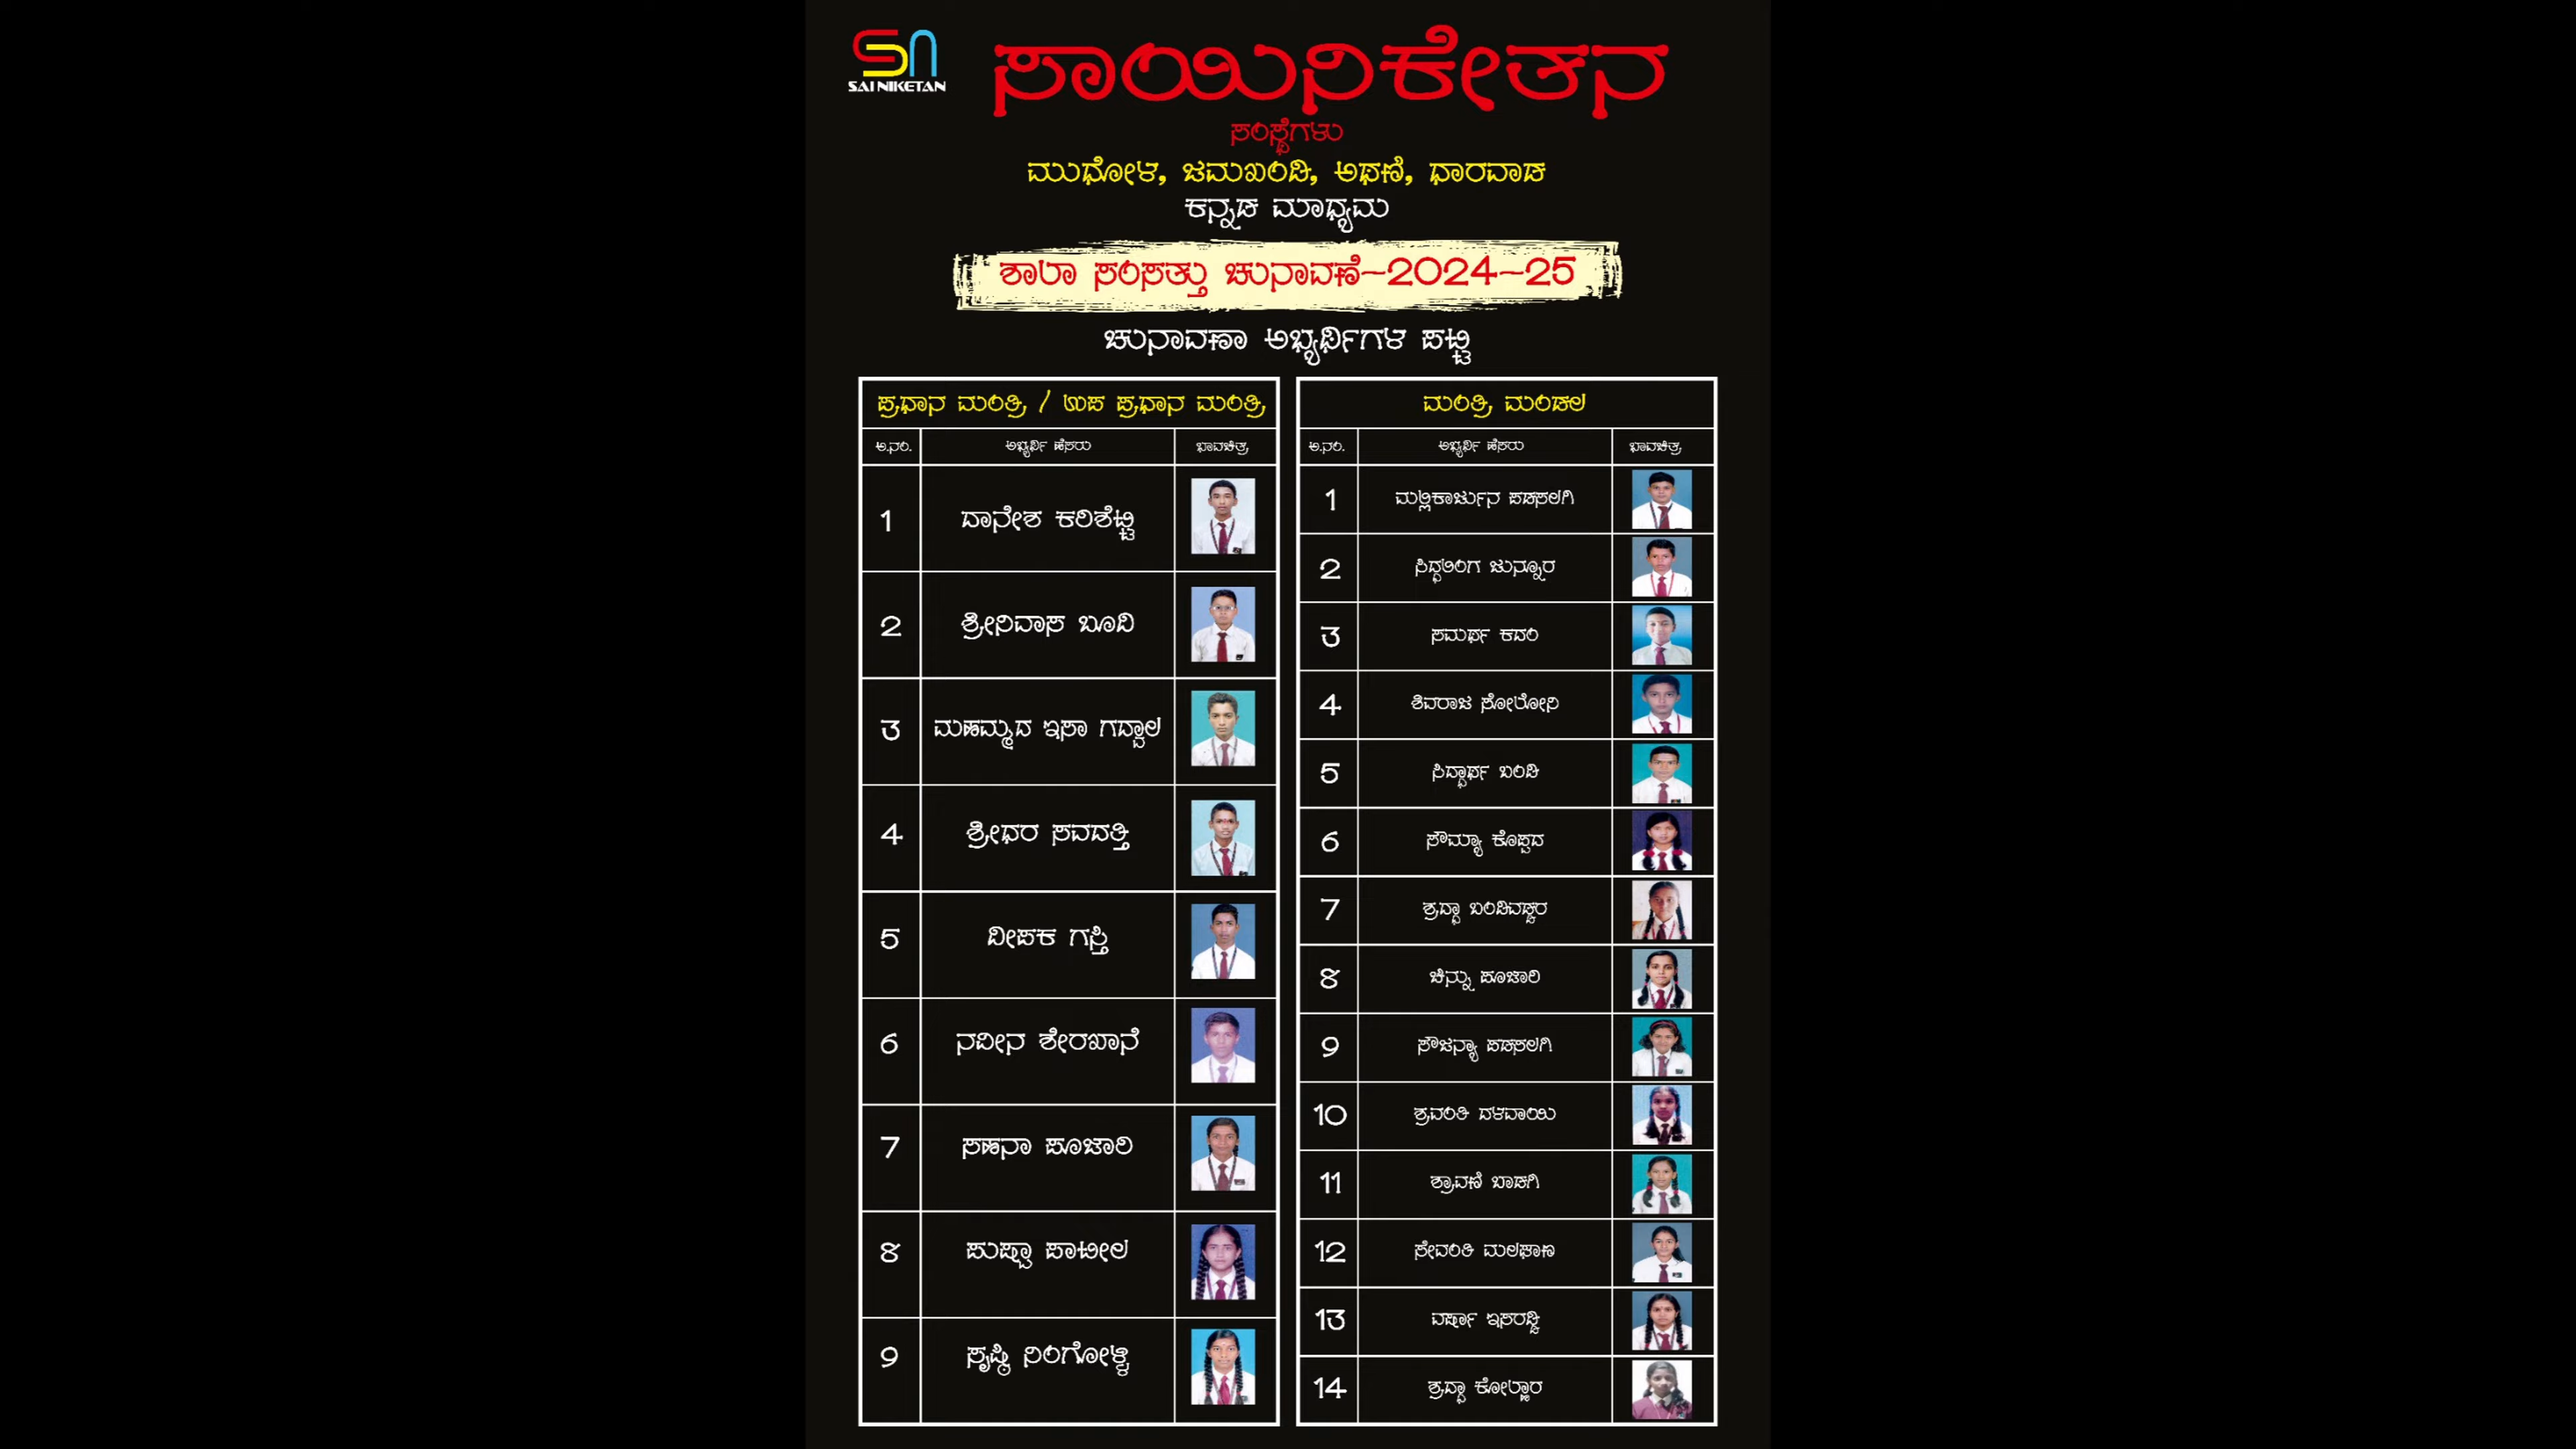 SAI NIKETAN
ಸಾಯಿನಿಕೇತನ
ಸಂಸ್ಥೆಗಳು
ಮುಧೋಳ, ಜಮಖಂಡಿ, ಅಥಣಿ, ಧಾರವಾಡ
ಕನ್ನಡ ಮಾಧ್ಯಮ
ಶಾಲಾ ಸಂಸತ್ತು ಚುನಾವಣೆ-2024-25
ಚುನಾವಣಾ ಅಭ್ಯರ್ಥಿಗಳ ಪಟ್ಟಿ
ಪ್ರಧಾನ ಮಂತ್ರಿ / ಉಪ ಪ್ರಧಾನ ಮಂತ್ರಿ
ಅ.ನಂ. ಅಭ್ಯರ್ಥಿ ಹೆಸರು ಭಾವಚಿತ್ರ
1 ದಾನೇಶ ಕರಿಶೆಟ್ಟಿ
2 ಶ್ರೀನಿವಾಸ ಬೂದಿ
3 ಮಹಮ್ಮದ ಇಸಾ ಗದ್ವಾಲ
4 ಶ್ರೀಧರ ಸವದತ್ತಿ
5 ದೀಪಕ ಗಸ್ತಿ
6 ನವೀನ ಶೇರಖಾನೆ
7 ಸಹನಾ ಪೂಜಾರಿ
8 ಪುಷ್ಪಾ ಪಾಟೀಲ
9 ಸೃಷ್ಠಿ ನಿಂಗೋಳ್ಳಿ
ಮಂತ್ರಿ ಮಂಡಲ
ಅ.ನಂ. ಅಭ್ಯರ್ಥಿ ಹೆಸರು ಭಾವಚಿತ್ರ
1 ಮಲ್ಲಿಕಾರ್ಜುನ ಪಡಸಲಗಿ
2 ಸಿದ್ಧಲಿಂಗ ಜುನ್ನೂರ
3 ಸಮರ್ಥ ಕದಂ
4 ಶಿವರಾಜ ಸೋಲೋನಿ
5 ಸಿದ್ಧಾರ್ಥ ಬಂಡಿ
6 ಸೌಮ್ಯಾ ಕೊಪ್ಪದ
7 ಶ್ರದ್ಧಾ ಬಂಡಿವಡ್ಡರ
8 ಚಿನ್ನು ಪೂಜಾರಿ
9 ಸೌಜನ್ಯಾ ಪಡಸಲಗಿ
10 ಶ್ರವಂತಿ ದಳವಾಯಿ
11 ಶ್ರಾವಣಿ ಬಾಡಗಿ
12 ಸೇವಂತಿ ಮಲಘಾಣ
13 ವರ್ಷಾ ಇಸರಡ್ಡಿ
14 ಶ್ರದ್ಧಾ ಕೋಲ್ಹಾರ